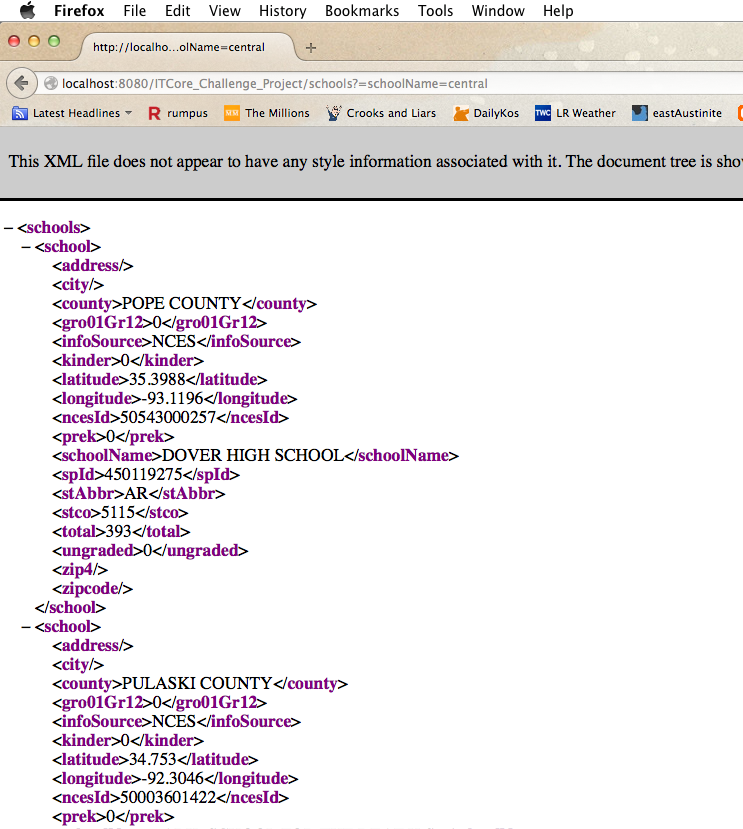 Firefox File Edit View History Bookmarks Tools Window Help
http://localho...olName=central
localhost:8080/ITCore_Challenge_Project/schools?=schoolName=central
Latest Headlines R rumpus MM The Millions Crooks and Liars DailyKos TWC LR Weather eastAustinite
This XML file does not appear to have any style information associated with it. The document tree is
− <schools>
− <school>
<address/>
<city/>
<county>POPE COUNTY</county>
<gro01Gr12>0</gro01Gr12>
<infoSource>NCES</infoSource>
<kinder>0</kinder>
<latitude>35.3988</latitude>
<longitude>-93.1196</longitude>
<ncesId>50543000257</ncesId>
<prek>0</prek>
<schoolName>DOVER HIGH SCHOOL</schoolName>
<spId>450119275</spId>
<stAbbr>AR</stAbbr>
<stco>5115</stco>
<total>393</total>
<ungraded>0</ungraded>
<zip4/>
<zipcode/>
</school>
− <school>
<address/>
<city/>
<county>PULASKI COUNTY</county>
<gro01Gr12>0</gro01Gr12>
<infoSource>NCES</infoSource>
<kinder>0</kinder>
<latitude>34.753</latitude>
<longitude>-92.3046</longitude>
<ncesId>50003601422</ncesId>
<prek>0</prek>